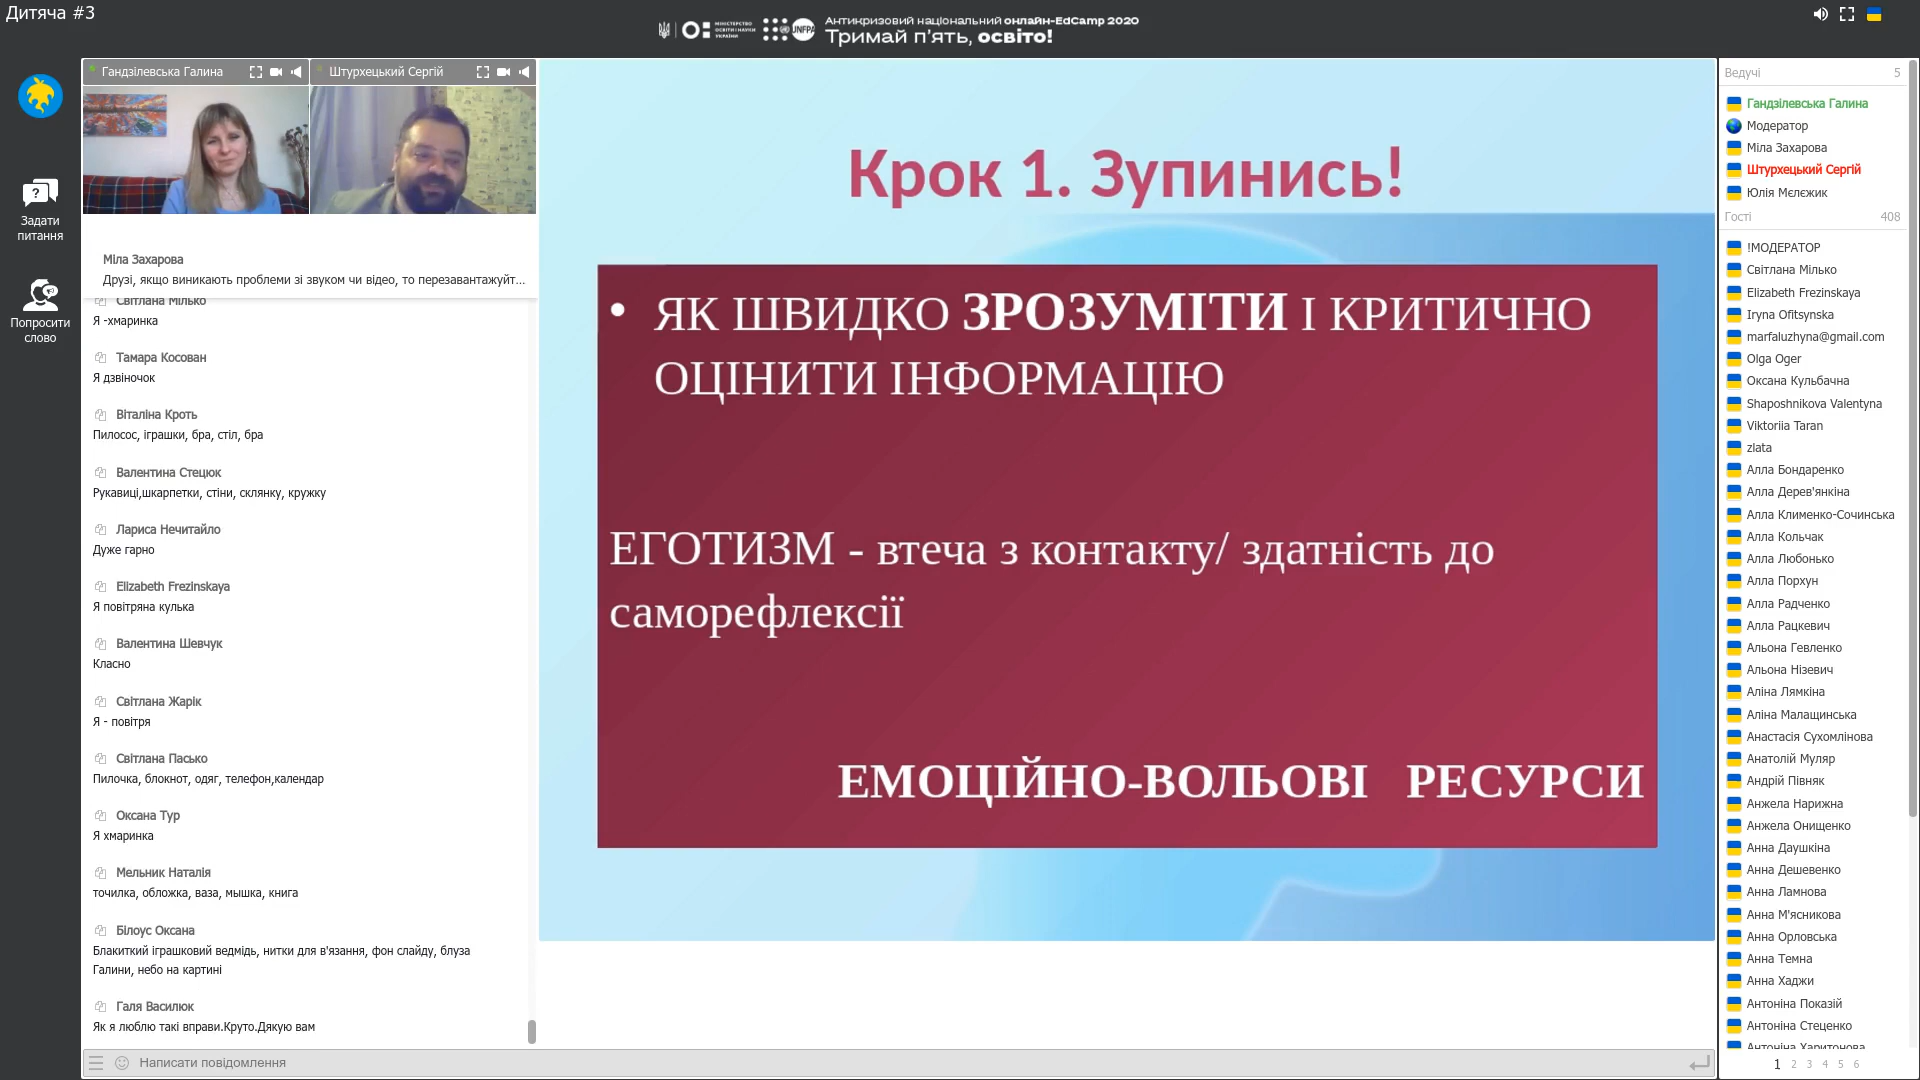 Дитяча #3
МІНІСТЕРСТВО
ОСВІТИ І НАУКИ
УКРАЇНИ
UNFPA
Антикризовий національний онлайн-EdCamp 2020
Тримай п'ять, освіто!
Задати
питання
Попросити
слово
Гандзілевська Галина
Штурхецький Сергій
Міла Захарова
Друзі, якщо виникають проблеми зі звуком чи відео, то перезавантажуйт...
Світлана Мілько
Я -хмаринка
Тамара Косован
Я дзвіночок
Віталіна Кроть
Пилосос, іграшки, бра, стіл, бра
Валентина Стецюк
Рукавиці,шкарпетки, стіни, склянку, кружку
Лариса Нечитайло
Дуже гарно
Elizabeth Frezinskaya
Я повітряна кулька
Валентина Шевчук
Класно
Світлана Жарік
Я - повітря
Світлана Пасько
Пилочка, блокнот, одяг, телефон,календар
Оксана Тур
Я хмаринка
Мельник Наталія
точилка, обложка, ваза, мышка, книга
Білоус Оксана
Блакиткий іграшковий ведмідь, нитки для в'язання, фон слайду, блуза
Галини, небо на картині
Галя Василюк
Як я люблю такі вправи.Круто.Дякую вам
Написати повідомлення
Крок 1. Зупинись!
• ЯК ШВИДКО ЗРОЗУМІТИ І КРИТИЧНО
ОЦІНИТИ ІНФОРМАЦІЮ
ЕГОТИЗМ - втеча з контакту/ здатність до
саморефлексії
ЕМОЦІЙНО-ВОЛЬОВІ РЕСУРСИ
Ведучі 5
Гандзілевська Галина
Модератор
Міла Захарова
Штурхецький Сергій
Юлія Мєлєжик
Гості 408
!МОДЕРАТОР
Світлана Мілько
Elizabeth Frezinskaya
Iryna Ofitsynska
marfaluzhyna@gmail.com
Olga Oger
Оксана Кульбачна
Shaposhnikova Valentyna
Viktoriia Taran
zlata
Алла Бондаренко
Алла Дерев'янкіна
Алла Клименко-Сочинська
Алла Кольчак
Алла Любонько
Алла Порхун
Алла Радченко
Алла Рацкевич
Альона Гевленко
Альона Нізевич
Аліна Лямкіна
Аліна Малащинська
Анастасія Сухомлінова
Анатолій Муляр
Андрій Півняк
Анжела Нарижна
Анжела Онищенко
Анна Даушкіна
Анна Дешевенко
Анна Ламнова
Анна М'ясникова
Анна Орловська
Анна Темна
Анна Хаджи
Антоніна Показій
Антоніна Стеценко
Антоніна Харитонова
1 2 3 4 5 6